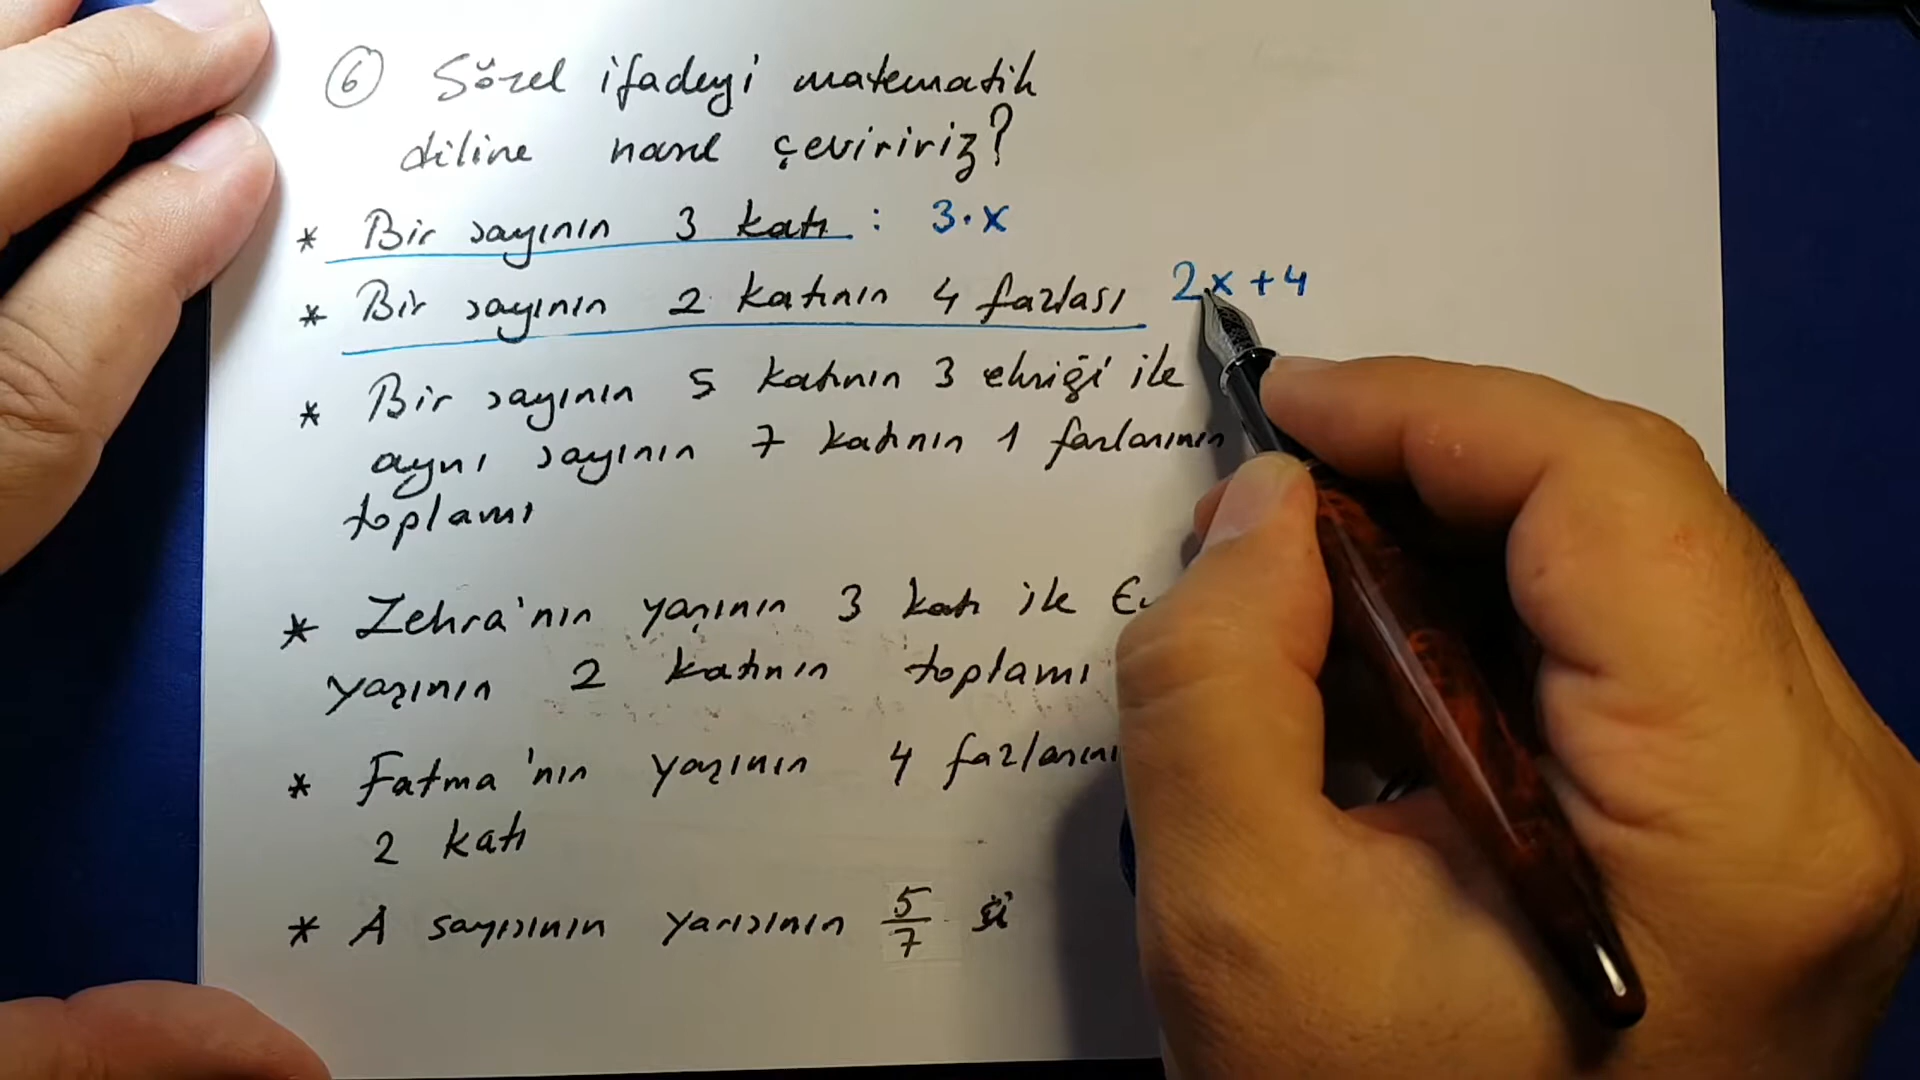 6 Sözel ifadeyi matematik
diline nasıl çeviririz?
* Bir sayının 3 katı : 3·x
* Bir sayının 2 katının 4 fazlası 2x+4
* Bir sayının 5 katının 3 eksiği ile
aynı sayının 7 katının 1 fazlasının
toplamı
* Zehra'nın yaşının 3 katı ile
yaşının 2 katının toplamı
* Fatma'nın yaşının 4 fazlasını
2 katı
* A sayısının yarısının 5/7 si